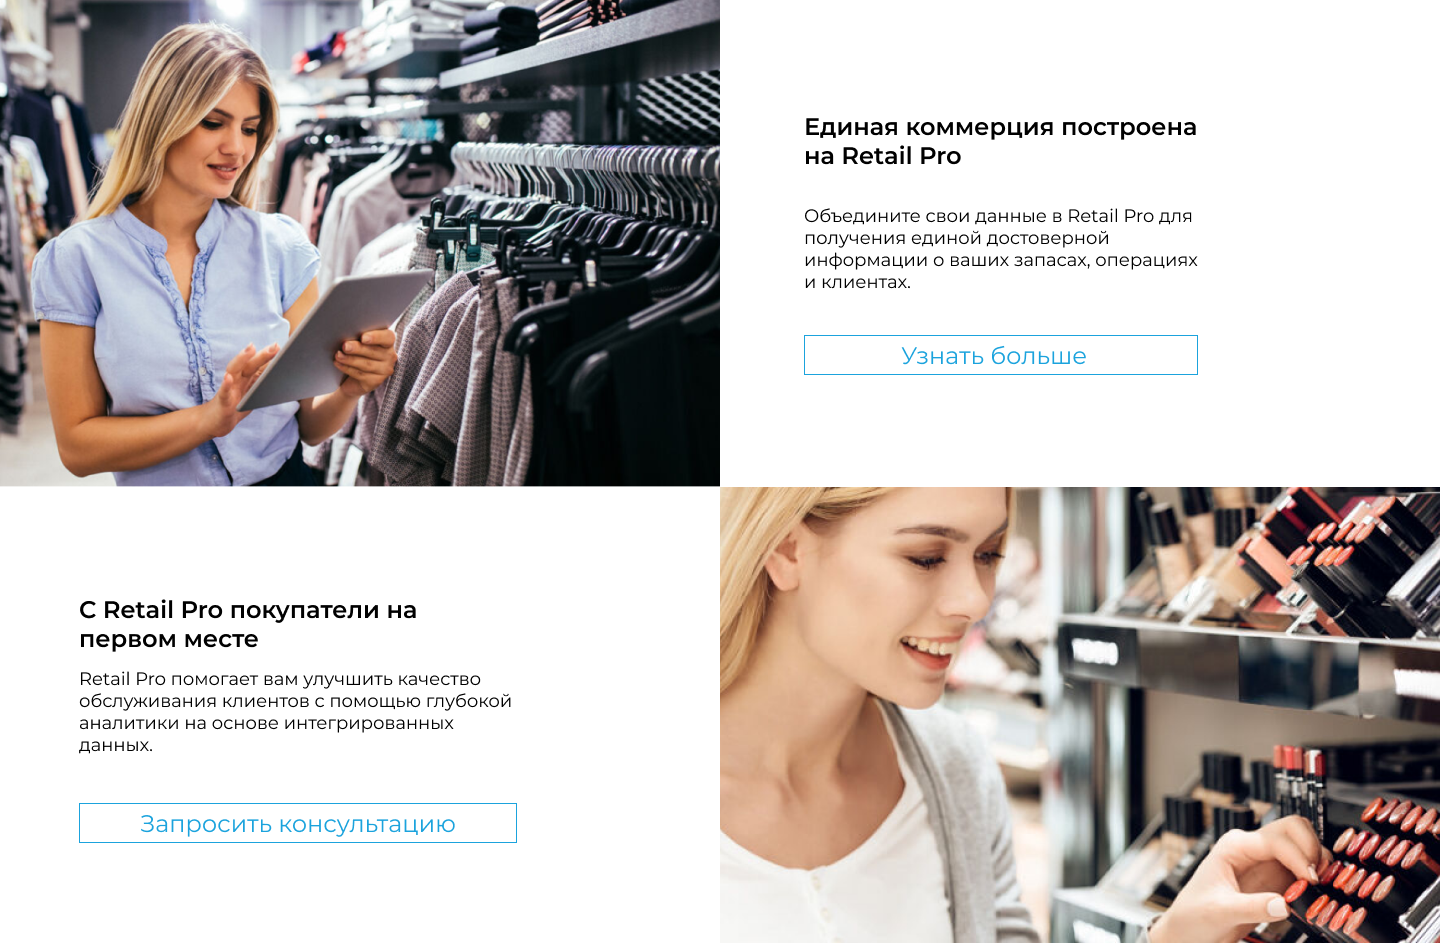 Единая коммерция построена
на Retail Pro
Объедините свои данные в Retail Pro для
получения единой достоверной
информации о ваших запасах, операциях
и клиентах.
Узнать больше
С Retail Pro покупатели на
первом месте
Retail Pro помогает вам улучшить качество
обслуживания клиентов с помощью глубокой
аналитики на основе интегрированных
данных.
Запросить консультацию